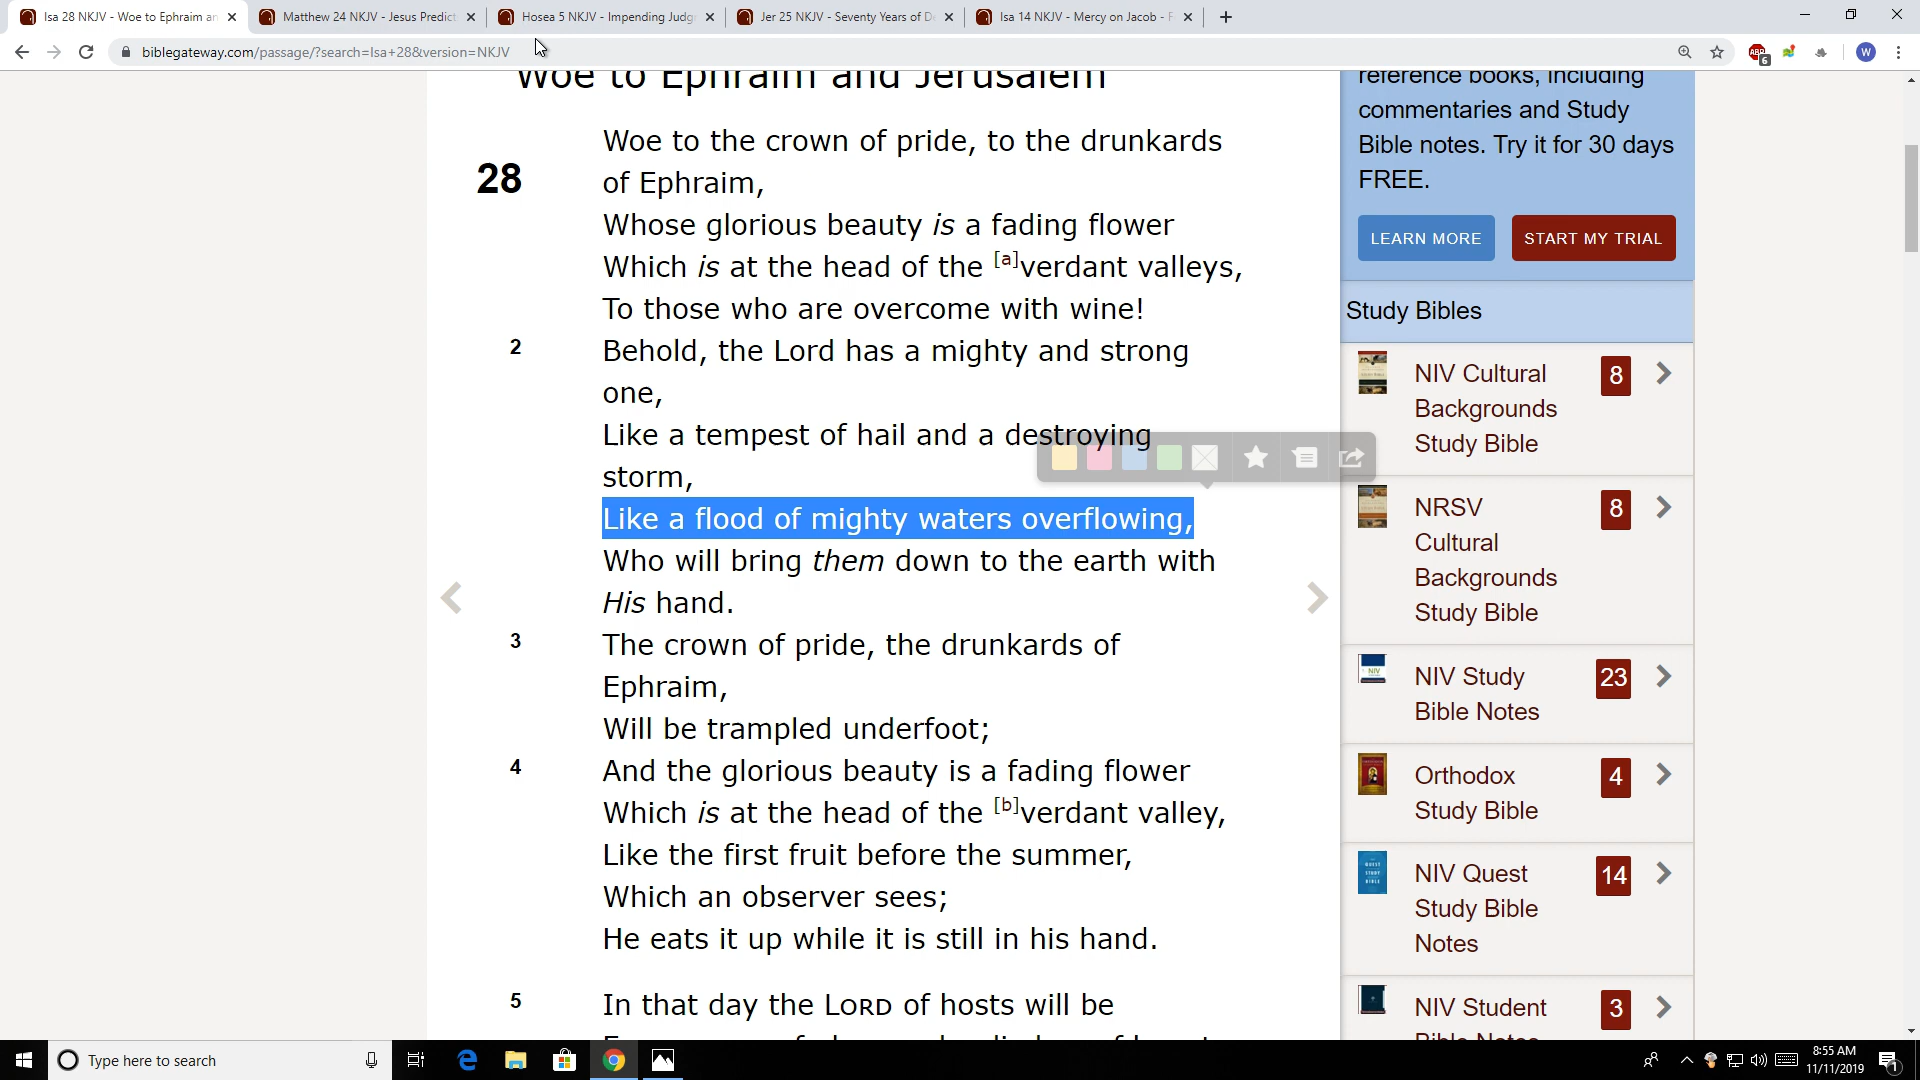 Isa 28 NKJV - Woe to Ephraim an
Matthew 24 NKJV - Jesus Predict
Hosea 5 NKJV - Impending Judg
Jer 25 NKJV - Seventy Years of De
Isa 14 NKJV - Mercy on Jacob - F
biblegateway.com/passage/?search=Isa+28&version=NKJV
ABP
6
W
Woe to Ephraim and Jerusalem
28
Woe to the crown of pride, to the drunkards
of Ephraim,
Whose glorious beauty is a fading flower
Which is at the head of the [a]verdant valleys,
To those who are overcome with wine!
2 Behold, the Lord has a mighty and strong
one,
Like a tempest of hail and a destroying
storm,
Like a flood of mighty waters overflowing,
Who will bring them down to the earth with
His hand.
3 The crown of pride, the drunkards of
Ephraim,
Will be trampled underfoot;
4 And the glorious beauty is a fading flower
Which is at the head of the [b]verdant valley,
Like the first fruit before the summer,
Which an observer sees;
He eats it up while it is still in his hand.
5 In that day the LORD of hosts will be
reference books, including
commentaries and Study
Bible notes. Try it for 30 days
FREE.
LEARN MORE
START MY TRIAL
Study Bibles
NIV Cultural
Backgrounds
Study Bible
8
NRSV
Cultural
Backgrounds
Study Bible
8
NIV Study
Bible Notes
23
Orthodox
Study Bible
4
NIV Quest
Study Bible
Notes
14
NIV Student
Bible Notes
3
Type here to search
8:55 AM
11/11/2019
1